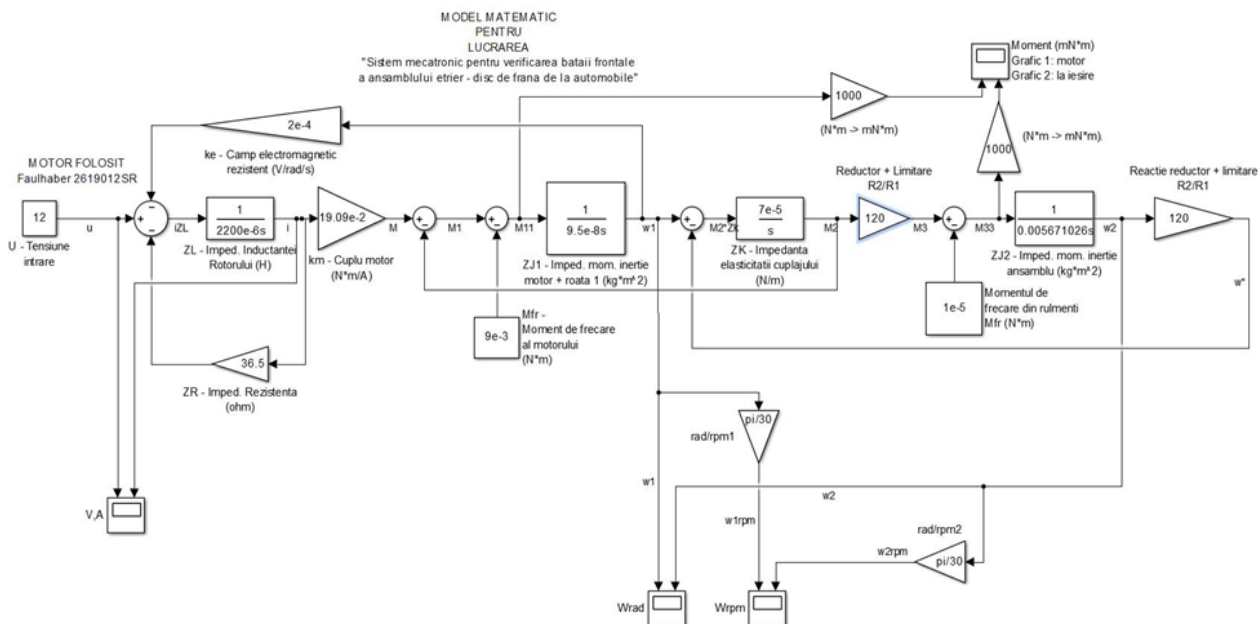 MODEL MATEMATIC
PENTRU
LUCRAREA
"Sistem mecatronic pentru verificarea bataii frontale
a ansamblului etrier - disc de frana de la automobile"
Moment (mN*m)
Grafic 1: motor
Grafic 2: la iesire
1000
(N*m -> mN*m)
1000
(N*m -> mN*m).
2e-4
ke - Camp electromagnetic
rezistent (V/rad/s)
MOTOR FOLOSIT
Faulhaber 2619012SR
12
U - Tensiune
intrare
u
iZL
1
2200e-6s
ZL - Imped. Inductantei
Rotorului (H)
i
19.09e-2
km - Cuplu motor
(N*m/A)
M
M1
M11
1
9.5e-8s
ZJ1 - Imped. mom. inertie
motor + roata 1 (kg*m^2)
w1
M2*Zk
7e-5
s
ZK - Impedanta
elasticitatii cuplajului
(N/m)
M2
Reductor + Limitare
R2/R1
120
M3
M33
1
0.005671026s
ZJ2 - Imped. mom. inertie
ansamblu (kg*m^2)
w2
Reactie reductor + limitare
R2/R1
120
w*
9e-3
Mfr -
Moment de frecare
al motorului
(N*m)
1e-5
Momentul de
frecare din rulmenti
Mfr (N*m)
36.5
ZR - Imped. Rezistenta
(ohm)
V,A
pi/30
rad/rpm1
w1
w2
w1rpm
rad/rpm2
w2rpm
pi/30
Wrad
Wrpm